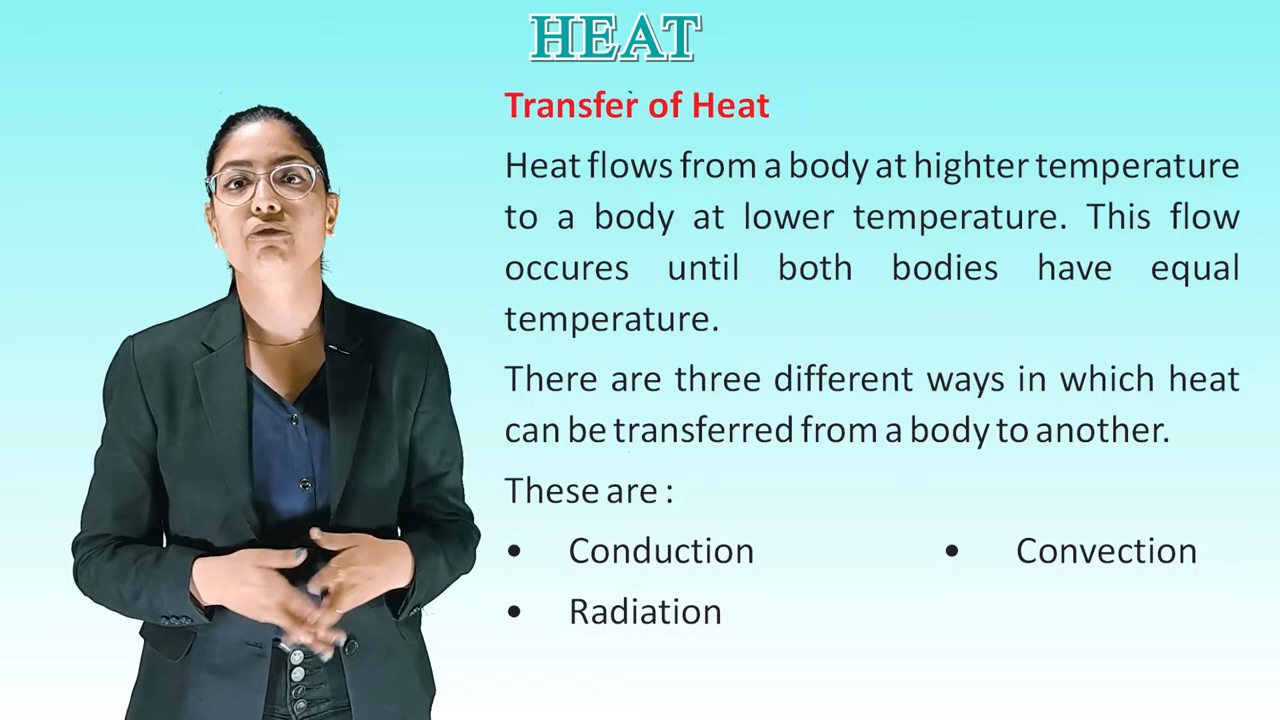 HEAT
Transfer of Heat
Heat flows from a body at highter temperature
to a body at lower temperature. This flow
occures until both bodies have equal
temperature.
There are three different ways in which heat
can be transferred from a body to another.
These are :
• Conduction • Convection
• Radiation